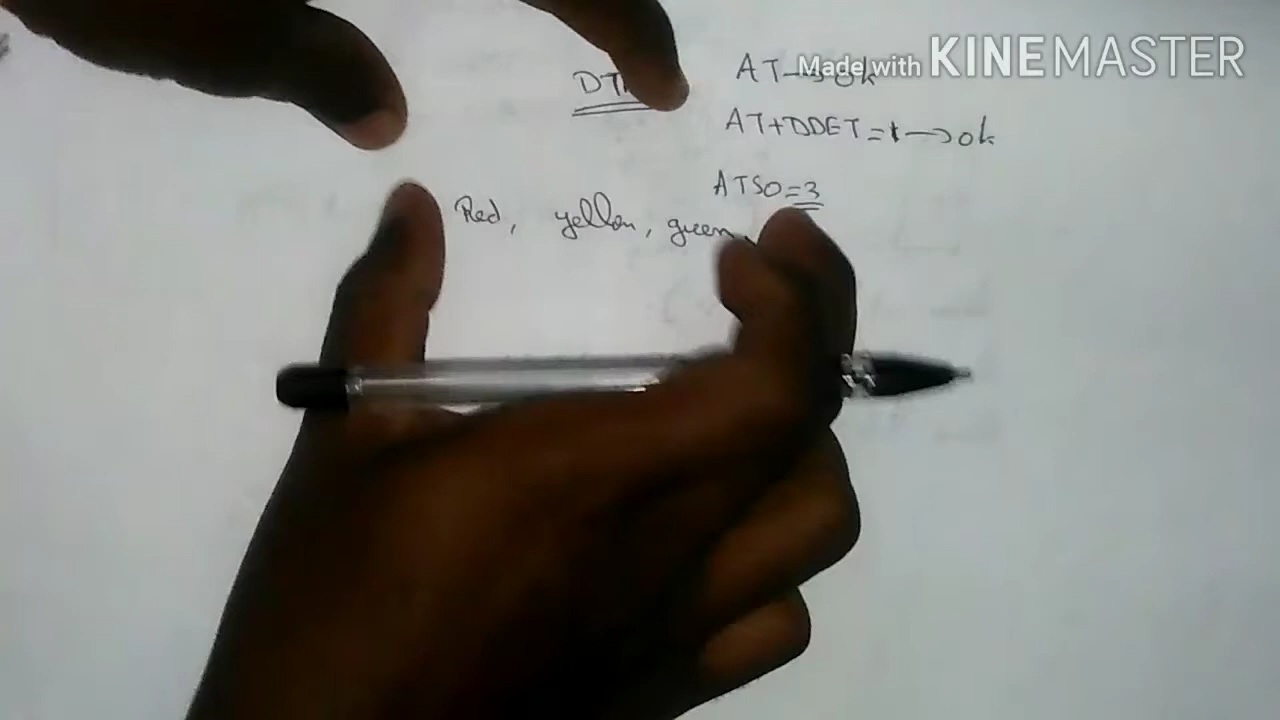 AT → ok
Made with KINEMASTER
AT+DDET=1 → ok
ATSO=3
Red, yellow, green,